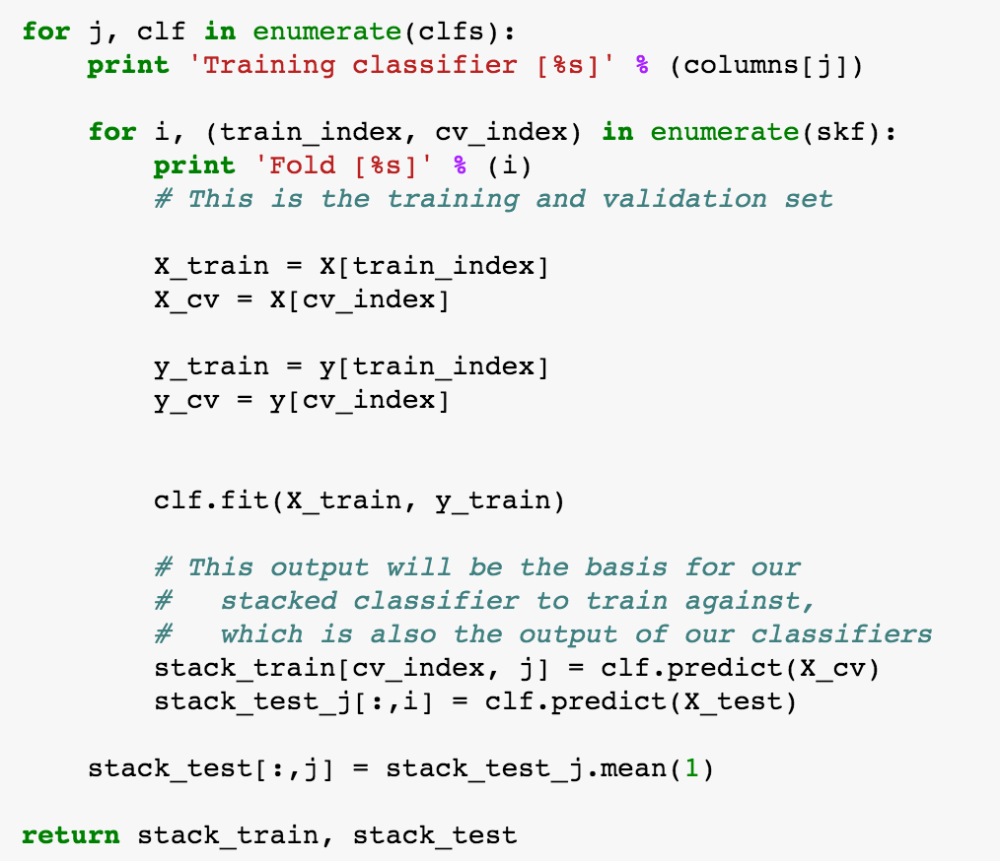 for j, clf in enumerate(clfs):
    print 'Training classifier [%s]' % (columns[j])
    for i, (train_index, cv_index) in enumerate(skf):
        print 'Fold [%s]' % (i)
        # This is the training and validation set
        X_train = X[train_index]
        X_cv = X[cv_index]
        y_train = y[train_index]
        y_cv = y[cv_index]
        clf.fit(X_train, y_train)
        # This output will be the basis for our
        #   stacked classifier to train against,
        #   which is also the output of our classifiers
        stack_train[cv_index, j] = clf.predict(X_cv)
        stack_test_j[:,i] = clf.predict(X_test)
    stack_test[:,j] = stack_test_j.mean(1)
return stack_train, stack_test